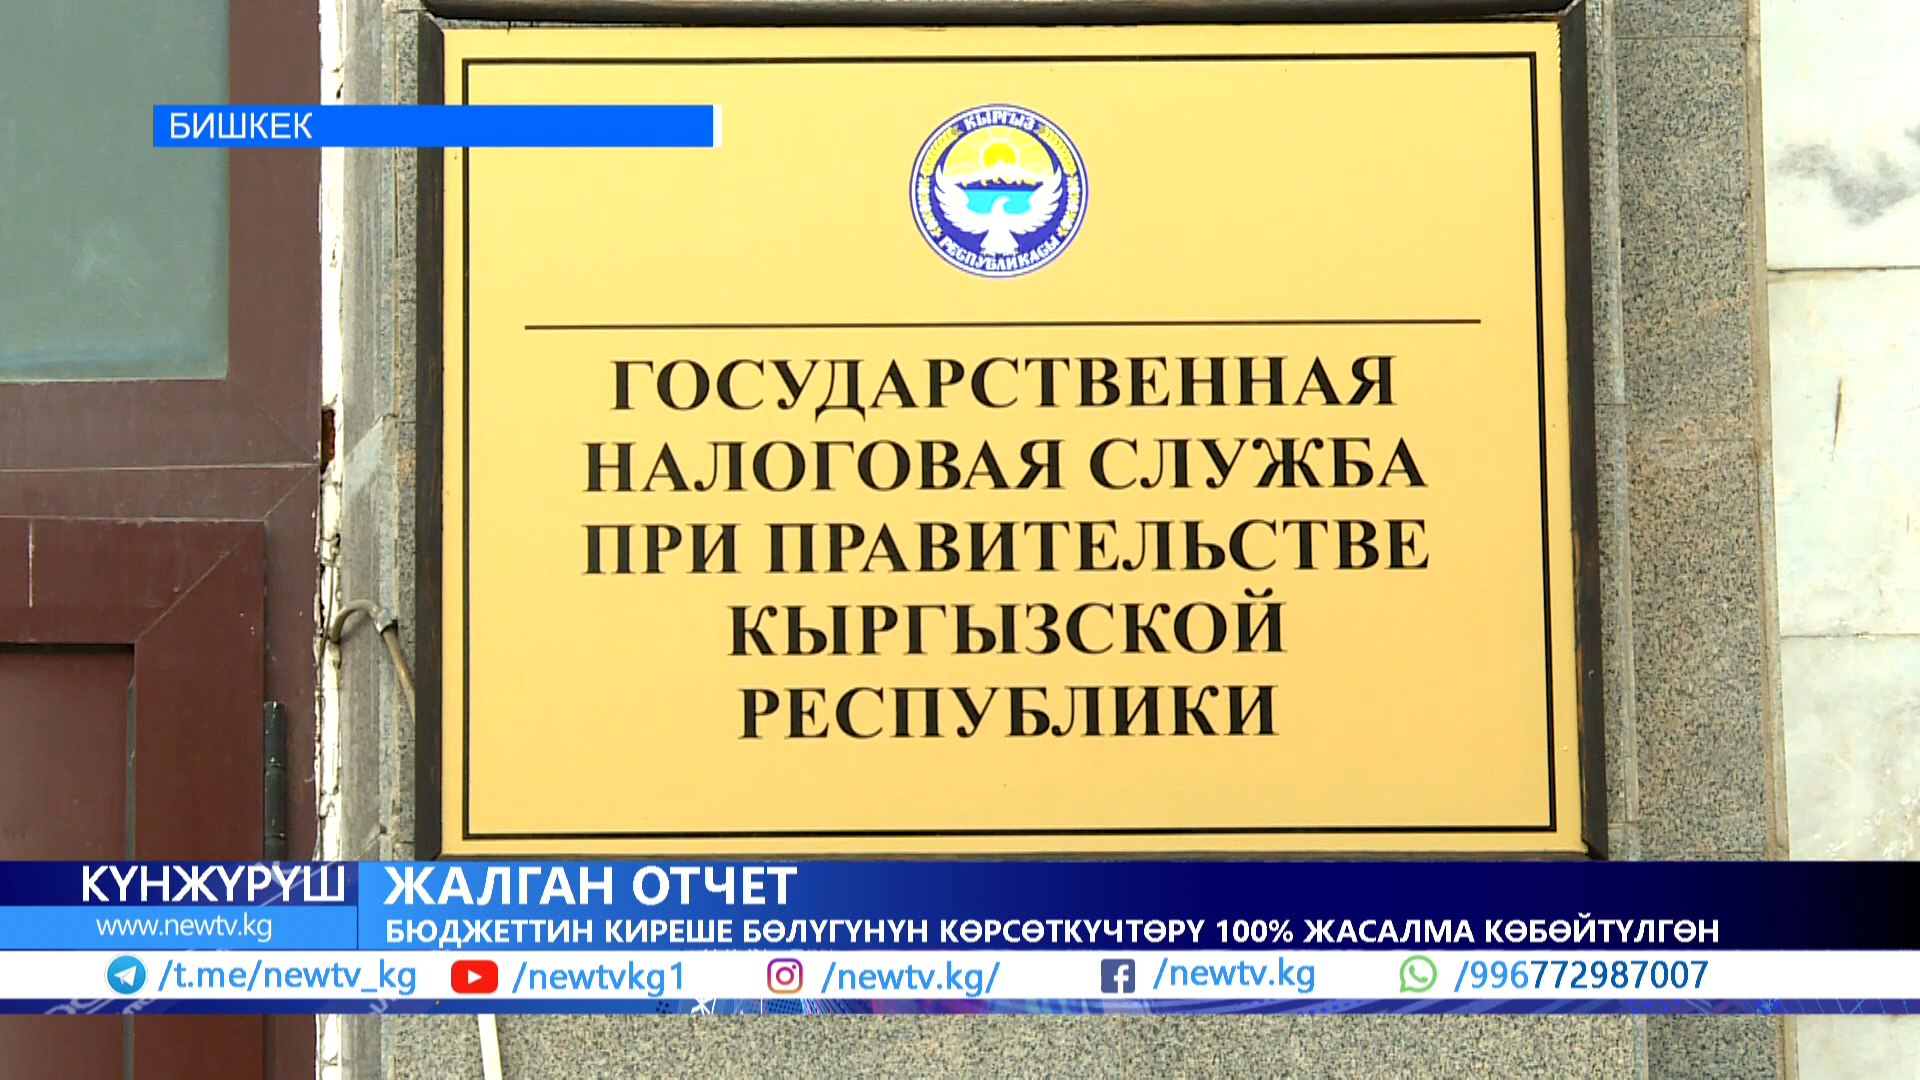 БИШКЕК
КЫРГЫЗ
РЕСПУБЛИКАСЫ
ГОСУДАРСТВЕННАЯ
НАЛОГОВАЯ СЛУЖБА
ПРИ ПРАВИТЕЛЬСТВЕ
КЫРГЫЗСКОЙ
РЕСПУБЛИКИ
КҮНЖҮРҮШ
www.newtv.kg
ЖАЛГАН ОТЧЕТ
БЮДЖЕТТИН КИРЕШЕ БӨЛҮГҮНҮН КӨРСӨТКҮЧТӨРҮ 100% ЖАСАЛМА КӨБӨЙТҮЛГӨН
/t.me/newtv_kg /newtvkg1 /newtv.kg/ /newtv.kg /996772987007